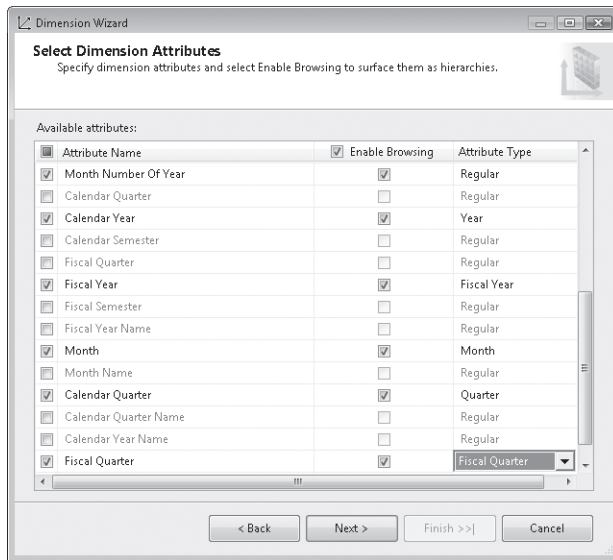 Dimension Wizard
Select Dimension Attributes
Specify dimension attributes and select Enable Browsing to surface them as hierarchies.
Available attributes:
Attribute Name Enable Browsing Attribute Type
Month Number Of Year Regular
Calendar Quarter Regular
Calendar Year Year
Calendar Semester Regular
Fiscal Quarter Regular
Fiscal Year Fiscal Year
Fiscal Semester Regular
Fiscal Year Name Regular
Month Month
Month Name Regular
Calendar Quarter Quarter
Calendar Quarter Name Regular
Calendar Year Name Regular
Fiscal Quarter Fiscal Quarter
< Back Next > Finish >>| Cancel